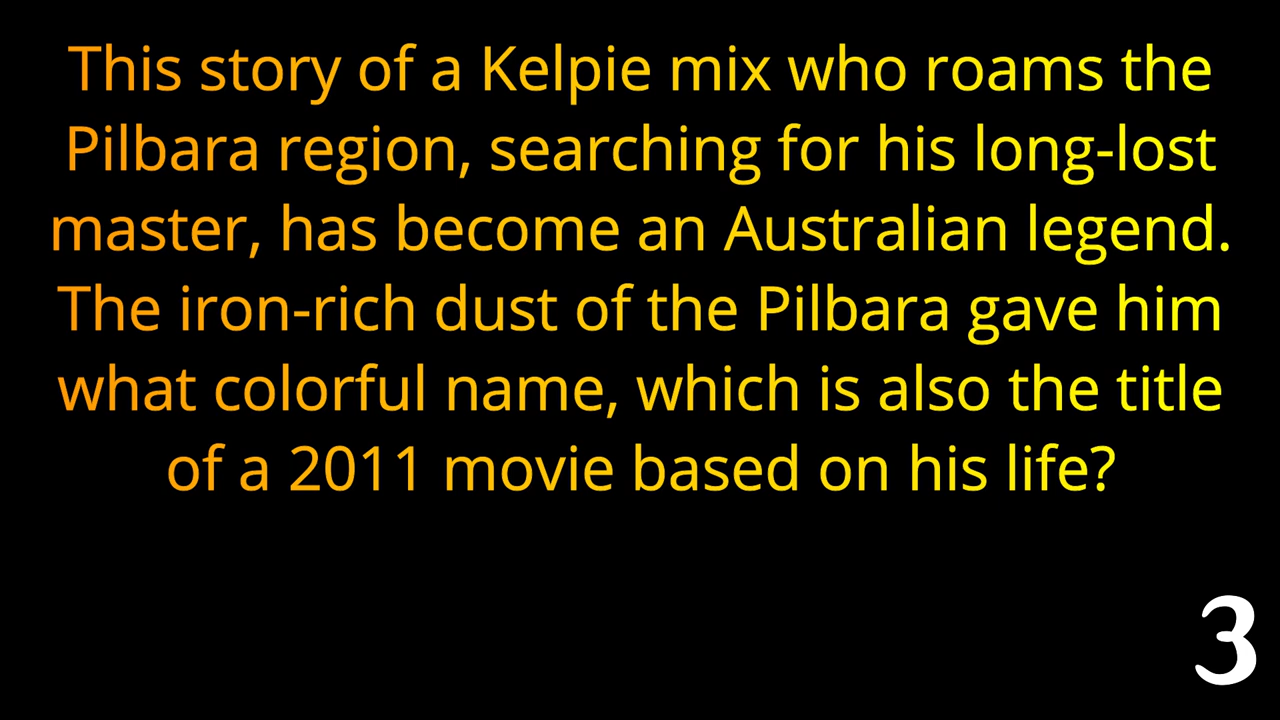 This story of a Kelpie mix who roams the
Pilbara region, searching for his long-lost
master, has become an Australian legend.
The iron-rich dust of the Pilbara gave him
what colorful name, which is also the title
of a 2011 movie based on his life?
3